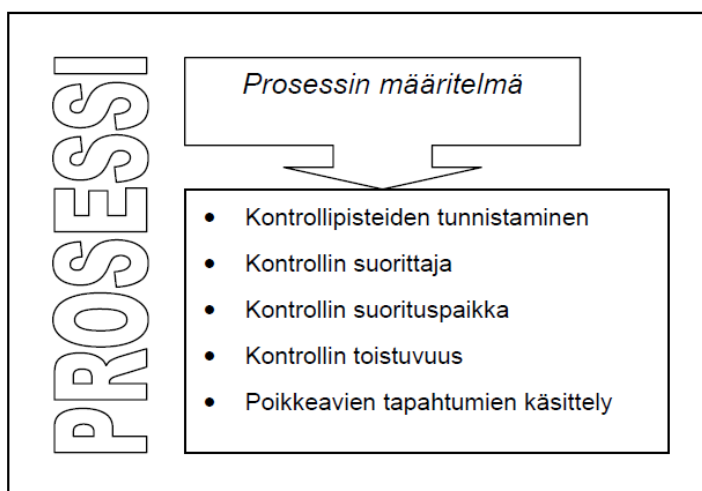 PROSESSI
Prosessin määritelmä
• Kontrollipisteiden tunnistaminen
• Kontrollin suorittaja
• Kontrollin suorituspaikka
• Kontrollin toistuvuus
• Poikkeavien tapahtumien käsittely